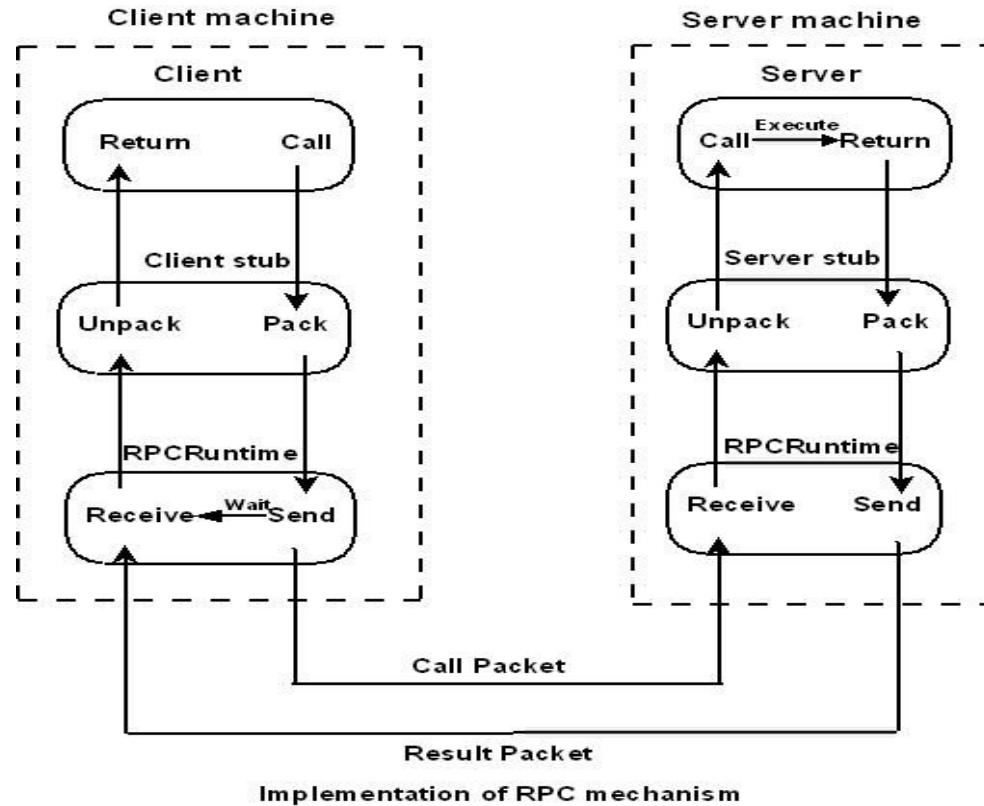 Client machine
Server machine
Client
Server
Return Call
Call Execute Return
Client stub
Server stub
Unpack Pack
Unpack Pack
RPCRuntime
RPCRuntime
Receive Wait Send
Receive Send
Call Packet
Result Packet
Implementation of RPC mechanism